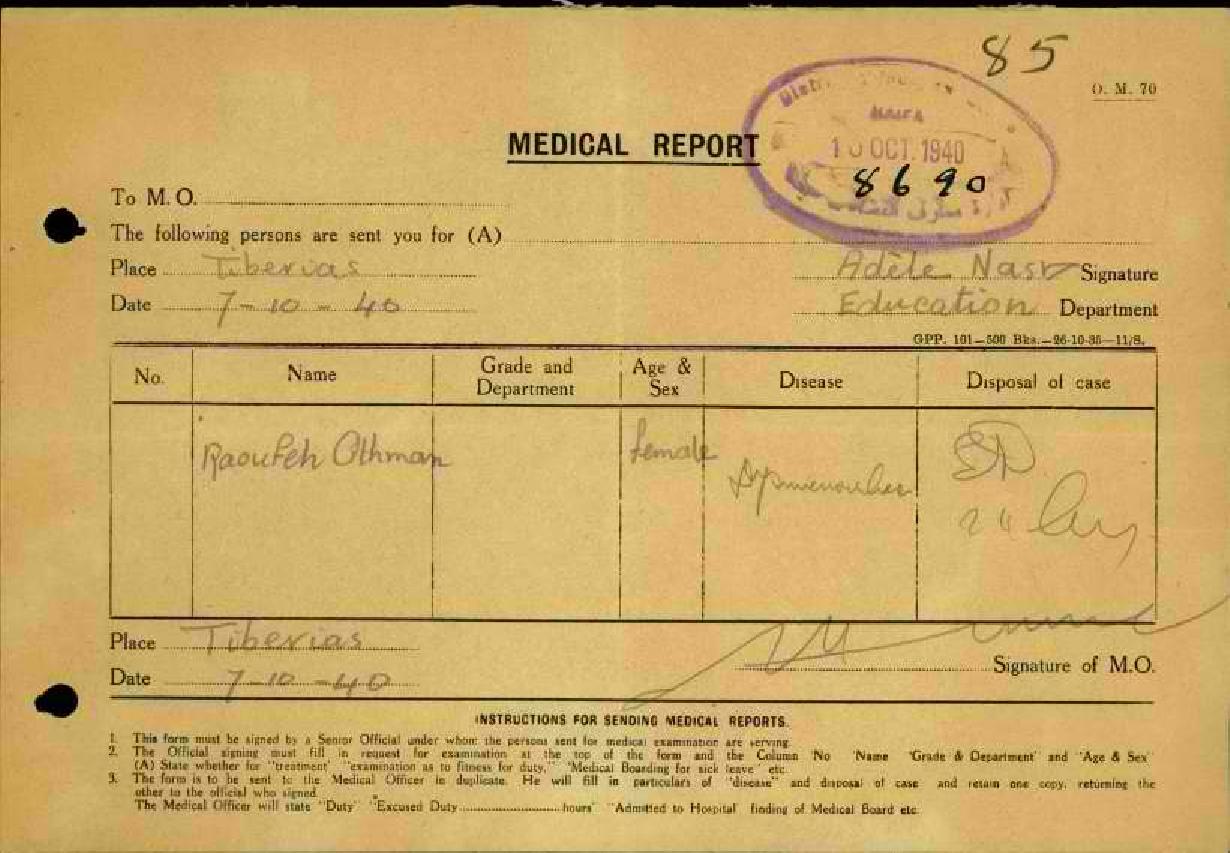 85
O. M. 70
HAIFA
10 OCT. 1940
8690
MEDICAL REPORT
To M. O.
The following persons are sent you for (A)
Place Tiberias
Adèle Nasr Signature
Date 7-10-40
Education Department
GPP. 101—500 Bks.—26-10-35—11/S.
No. Name Grade and Department Age & Sex Disease Disposal of case
Raoufeh Othman female
Place Tiberias
Date 7-10-40
Signature of M.O.
INSTRUCTIONS FOR SENDING MEDICAL REPORTS.
1. This form must be signed by a Senior Official under whom the persons sent for medical examination are serving
2. The Official signing must fill in request for examination at the top of the form and the Column 'No 'Name 'Grade & Department' and "Age & Sex"
(A) State whether for "treatment" "examination as to fitness for duty," "Medical Boarding for sick leave" etc.
3. The form is to be sent to the Medical Officer in duplicate. He will fill in particulars of "disease" and disposal of case and retain one copy, returning the
other to the official who signed.
The Medical Officer will state "Duty" "Excused Duty..............hours" "Admitted to Hospital" finding of Medical Board etc.